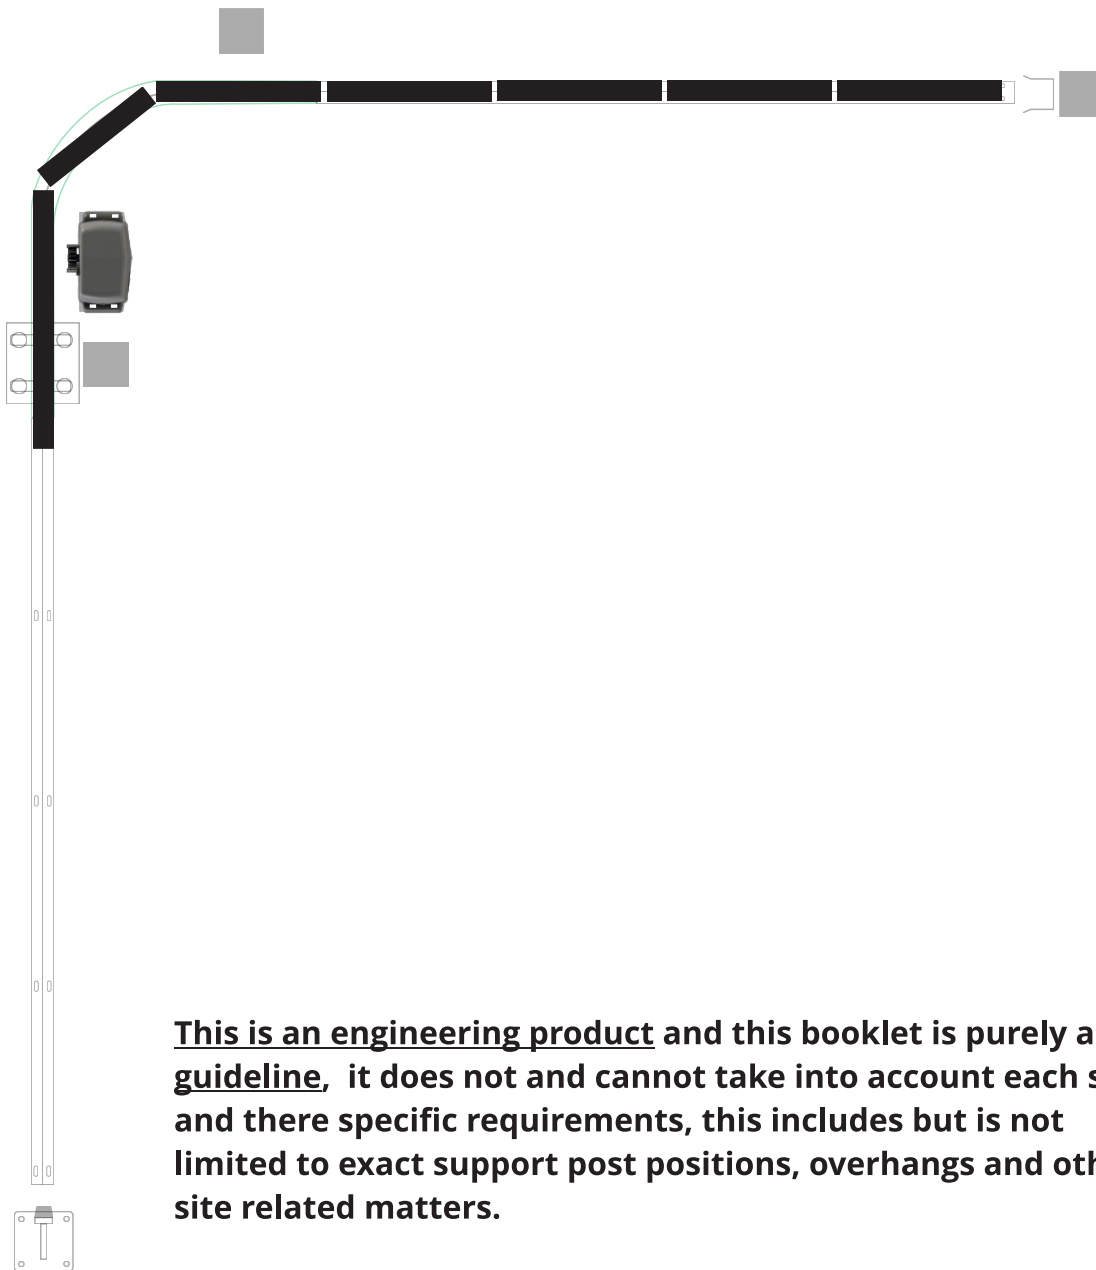 This is an engineering product and this booklet is purely a
guideline,  it does not and cannot take into account each
and there specific requirements, this includes but is not
limited to exact support post positions, overhangs and
site related matters.